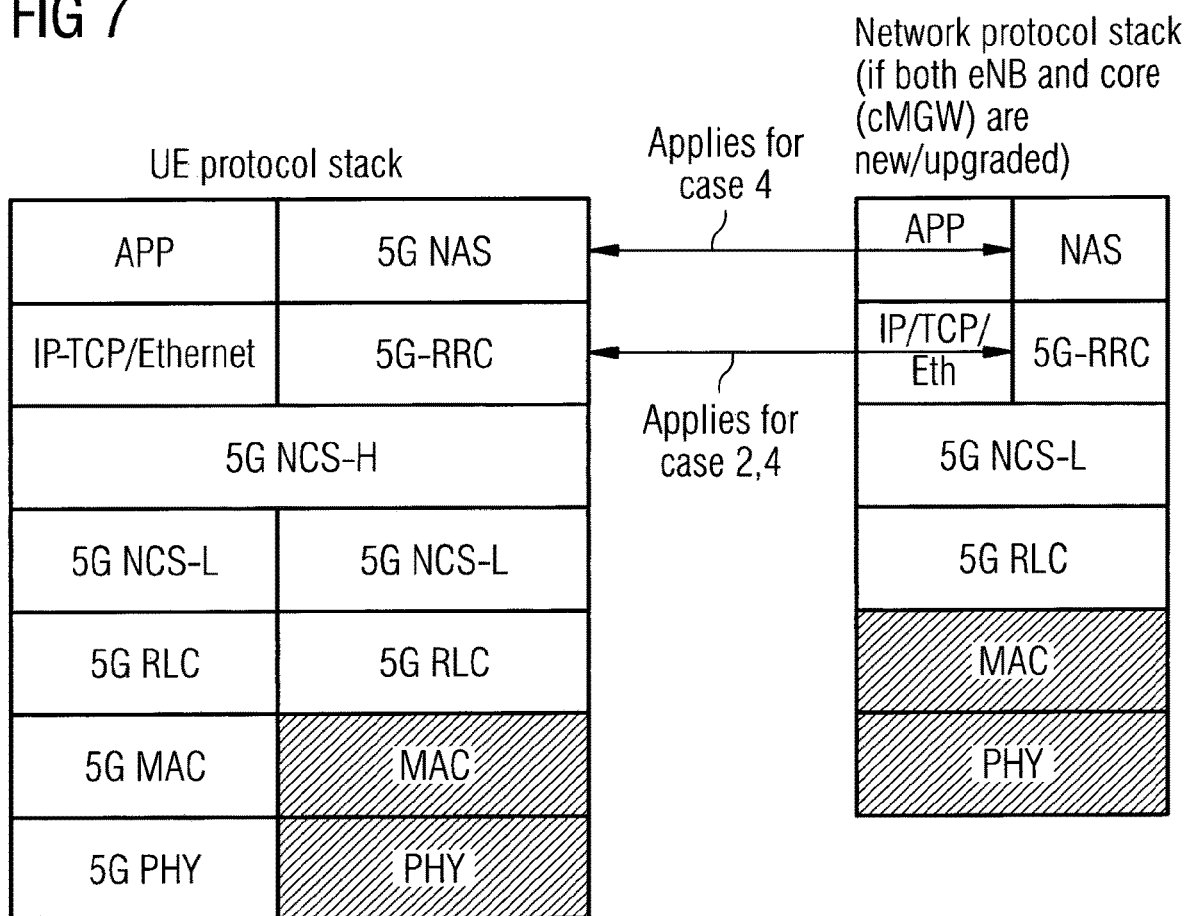 FIG 7
Network protocol stack
(if both eNB and core
(cMGW) are
new/upgraded)
UE protocol stack
Applies for
case 4
APP
5G NAS
APP
NAS
IP-TCP/Ethernet
5G-RRC
IP/TCP/
Eth
5G-RRC
Applies for
case 2,4
5G NCS-H
5G NCS-L
5G NCS-L
5G NCS-L
5G RLC
5G RLC
5G RLC
MAC
5G MAC
MAC
PHY
5G PHY
PHY